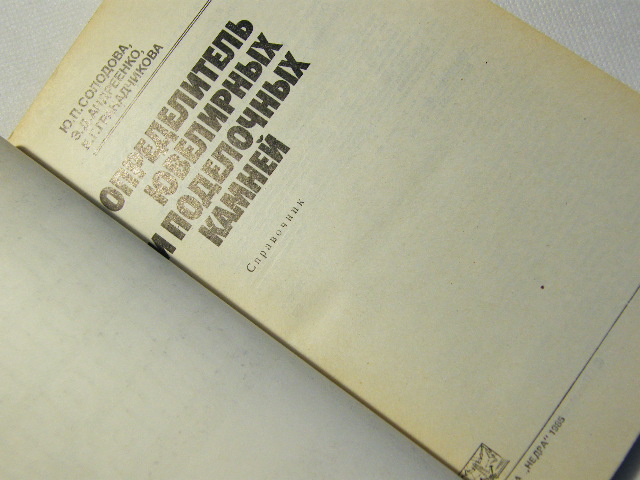 Ю.П.СОЛОДОВА,
Э.Д.АНДРЕЕНКО,
ОПРЕДЕЛИТЕЛЬ
ЮВЕЛИРНЫХ
И ПОДЕЛОЧНЫХ
КАМНЕЙ
Справочник
„НЕДРА"